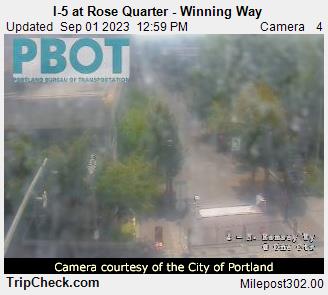 I-5 at Rose Quarter - Winning Way
Updated Sep 01 2023 12:59 PM Camera 4
PBOT
PORTLAND BUREAU OF TRANSPORTATION
Camera courtesy of the City of Portland
TripCheck.com Milepost302.00